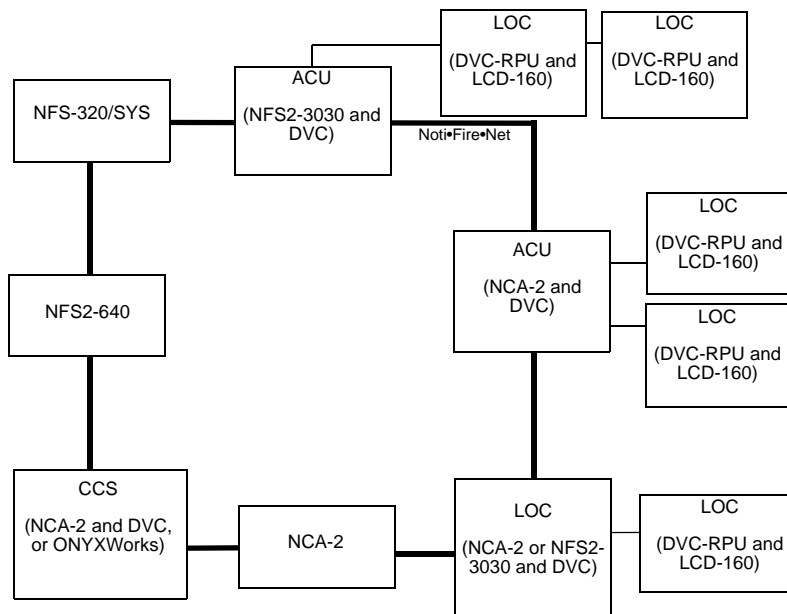 LOC
(DVC-RPU and
LCD-160)
LOC
(DVC-RPU and
LCD-160)
ACU
(NFS2-3030 and
DVC)
NFS-320/SYS
Noti•Fire•Net
LOC
(DVC-RPU and
LCD-160)
ACU
(NCA-2 and
DVC)
NFS2-640
LOC
(DVC-RPU and
LCD-160)
CCS
(NCA-2 and DVC,
or ONYXWorks)
NCA-2
LOC
(NCA-2 or NFS2-
3030 and DVC)
LOC
(DVC-RPU and
LCD-160)